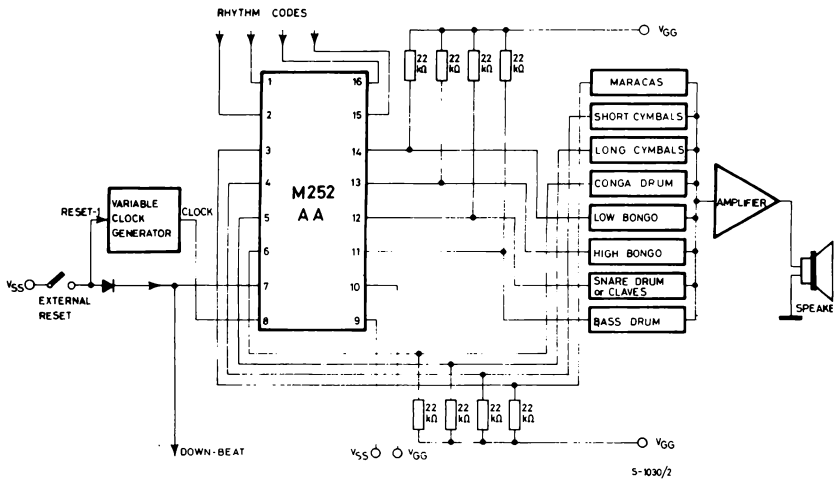 RHYTHM CODES
VGG
22 kΩ
22 kΩ
22 kΩ
22 kΩ
1
2
3
4
5
6
7
8
16
15
14
13
12
11
10
9
M252
AA
MARACAS
SHORT CYMBALS
LONG CYMBALS
CONGA DRUM
LOW BONGO
HIGH BONGO
SNARE DRUM
or CLAVES
BASS DRUM
AMPLIFIER
SPEAKE
RESET-1
VARIABLE
CLOCK
GENERATOR
CLOCK
VSS
EXTERNAL
RESET
22 kΩ
22 kΩ
22 kΩ
22 kΩ
VGG
DOWN-BEAT
VSS
VGG
S-1030/2